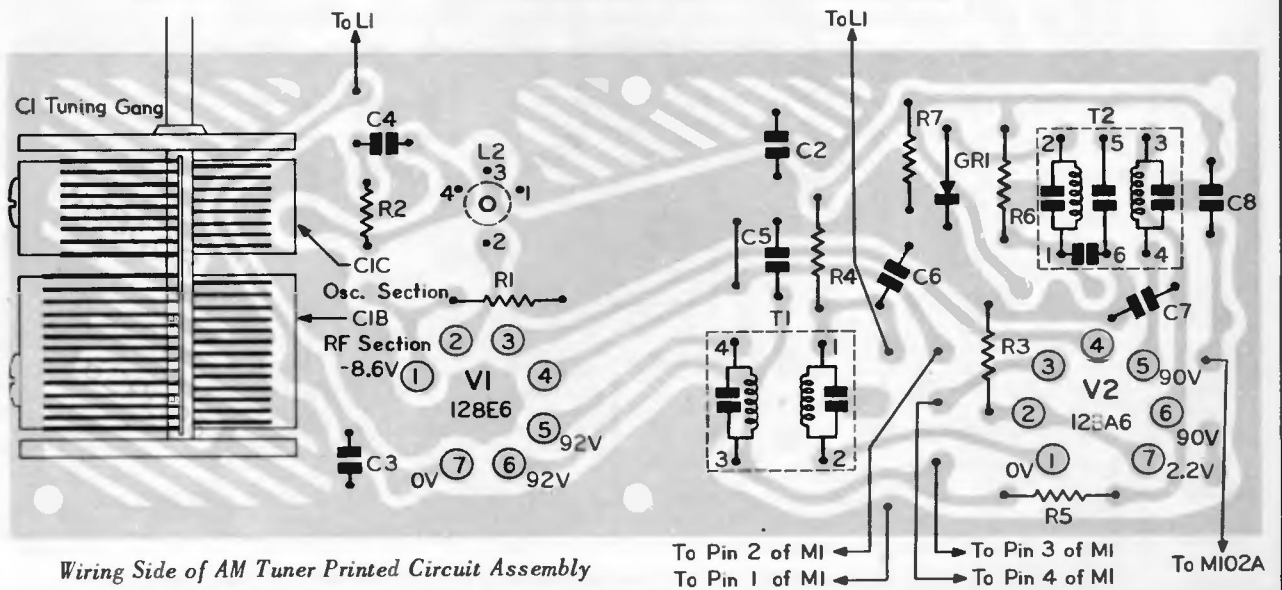 To L1
To L1
C1 Tuning Gang
C4
L2
3
4
1
2
R2
C2
R7
GR1
R6
T2
2
5
3
1
6
4
C8
C1C
Osc. Section
R1
C5
R4
C6
C7
C1B
RF Section
-8.6V
1
2
3
4
5
92V
6
92V
7
0V
V1
128E6
C3
T1
4
1
3
2
R3
3
4
5
90V
2
V2
6
90V
1
0V
7
2.2V
R5
Wiring Side of AM Tuner Printed Circuit Assembly
To Pin 2 of M1
To Pin 1 of M1
To Pin 3 of M1
To Pin 4 of M1
To M102A